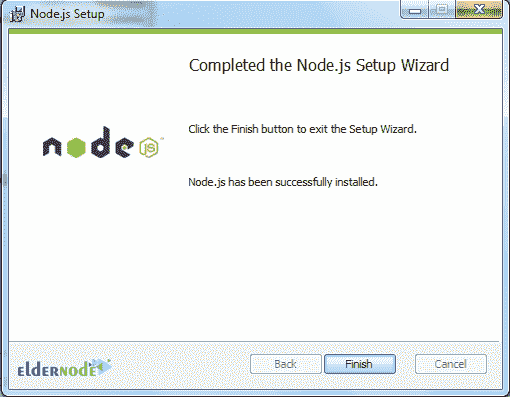 Node.js Setup
Completed the Node.js Setup Wizard
node js
Click the Finish button to exit the Setup Wizard.
Node.js has been successfully installed.
eldernode
Back
Finish
Cancel